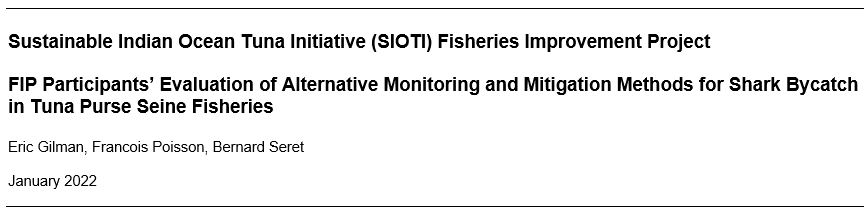 Sustainable Indian Ocean Tuna Initiative (SIOTI) Fisheries Improvement Project
FIP Participants’ Evaluation of Alternative Monitoring and Mitigation Methods for Shark Bycatch
in Tuna Purse Seine Fisheries
Eric Gilman, Francois Poisson, Bernard Seret
January 2022